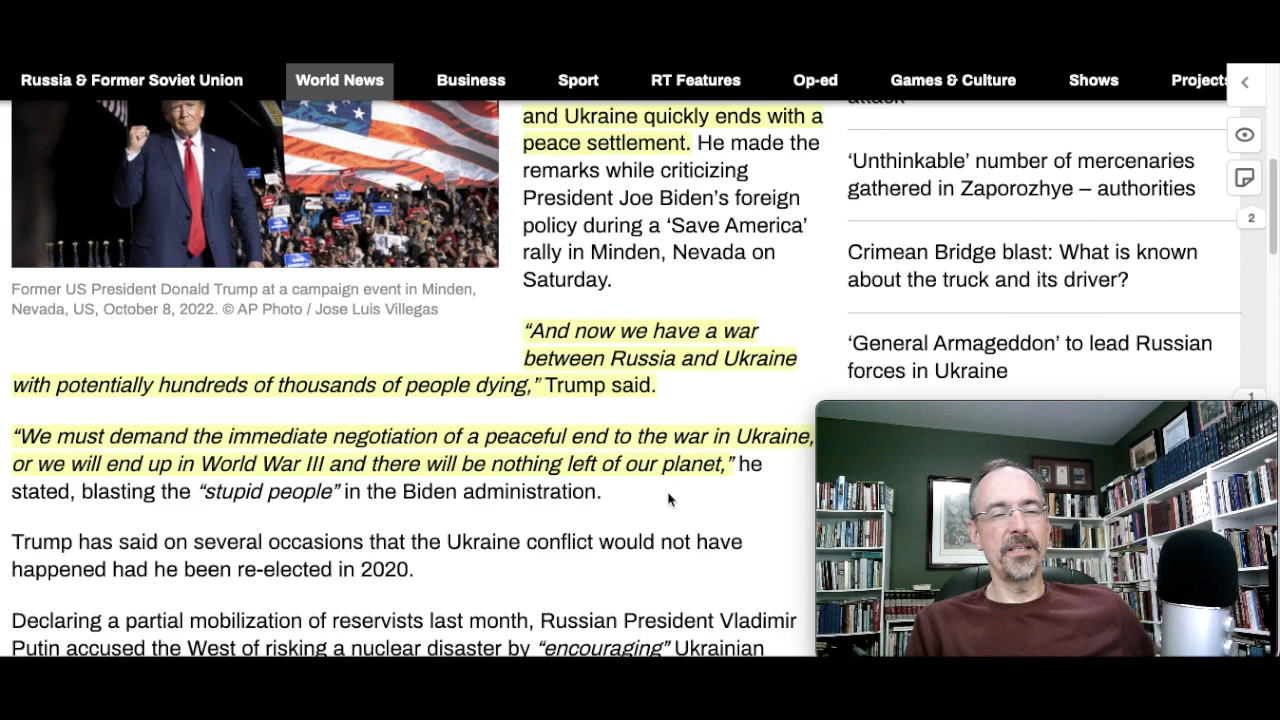 Russia & Former Soviet Union World News Business Sport RT Features Op-ed Games & Culture Shows Projects
and Ukraine quickly ends with a
peace settlement. He made the
remarks while criticizing
President Joe Biden’s foreign
policy during a ‘Save America’
rally in Minden, Nevada on
Saturday.
Former US President Donald Trump at a campaign event in Minden,
Nevada, US, October 8, 2022. © AP Photo / Jose Luis Villegas
“And now we have a war
between Russia and Ukraine
with potentially hundreds of thousands of people dying,” Trump said.
“We must demand the immediate negotiation of a peaceful end to the war in Ukraine,
or we will end up in World War III and there will be nothing left of our planet,” he
stated, blasting the “stupid people” in the Biden administration.
Trump has said on several occasions that the Ukraine conflict would not have
happened had he been re-elected in 2020.
Declaring a partial mobilization of reservists last month, Russian President Vladimir
Putin accused the West of risking a nuclear disaster by “encouraging” Ukrainian
attack
‘Unthinkable’ number of mercenaries
gathered in Zaporozhye – authorities
Crimean Bridge blast: What is known
about the truck and its driver?
‘General Armageddon’ to lead Russian
forces in Ukraine
2
1